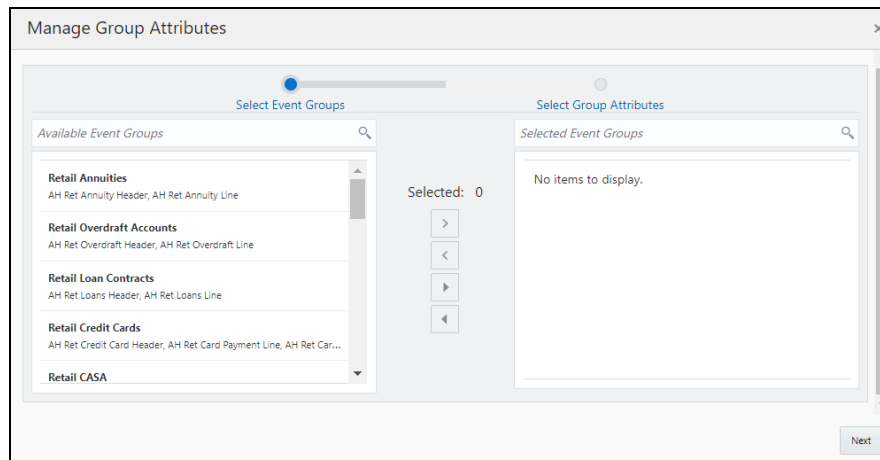 Manage Group Attributes
Select Event Groups
Select Group Attributes
Available Event Groups
Selected Event Groups
Retail Annuities
AH Ret Annuity Header, AH Ret Annuity Line
Retail Overdraft Accounts
AH Ret Overdraft Header, AH Ret Overdraft Line
Retail Loan Contracts
AH Ret Loans Header, AH Ret Loans Line
Retail Credit Cards
AH Ret Credit Card Header, AH Ret Card Payment Line, AH Ret Car...
Retail CASA
Selected: 0
No items to display.
Next